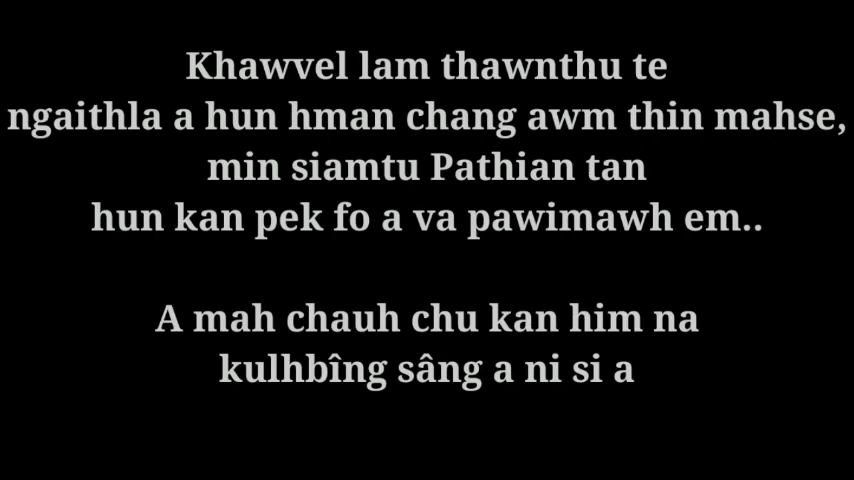 Khawvel lam thawnthu te
ngaithla a hun hman chang awm thin mahse,
min siamtu Pathian tan
hun kan pek fo a va pawimawh em..
A mah chauh chu kan him na
kulhbîng sâng a ni si a